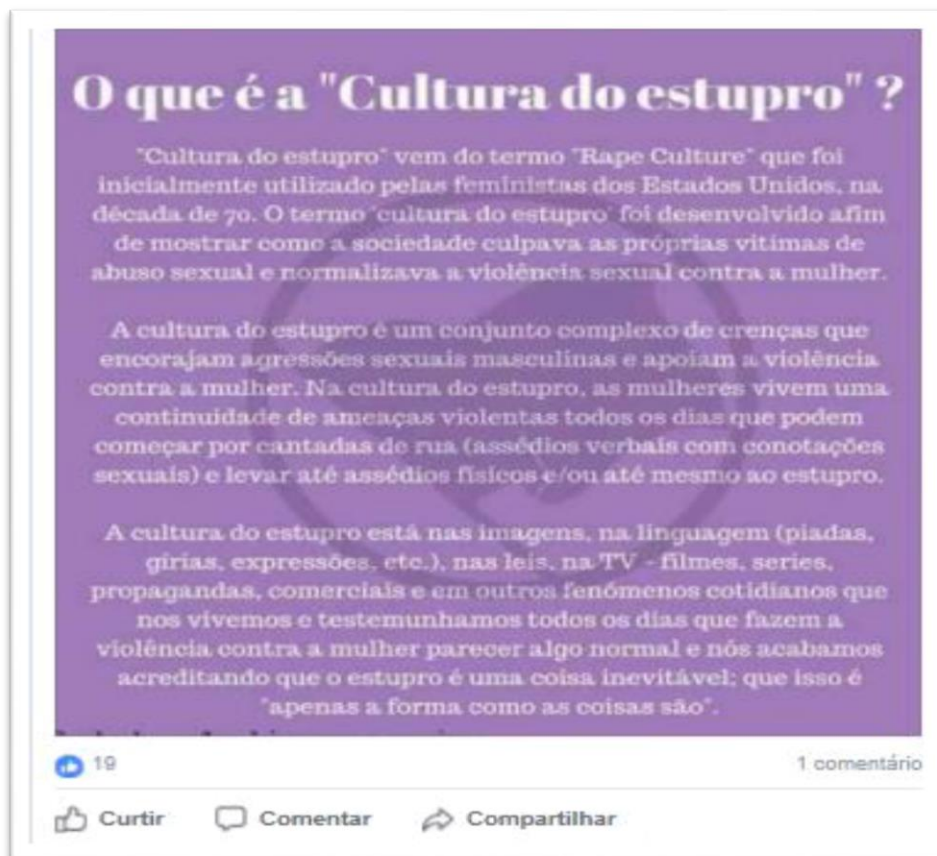 O que é a "Cultura do estupro" ?
"Cultura do estupro" vem do termo "Rape Culture" que foi
inicialmente utilizado pelas feministas dos Estados Unidos, na
década de 70. O termo 'cultura do estupro' foi desenvolvido afim
de mostrar como a sociedade culpava as próprias vitimas de
abuso sexual e normalizava a violência sexual contra a mulher.
A cultura do estupro é um conjunto complexo de crenças que
encorajam agressões sexuais masculinas e apoiam a violência
contra a mulher. Na cultura do estupro, as mulheres vivem uma
continuidade de ameaças violentas todos os dias que podem
começar por cantadas de rua (assédios verbais com conotações
sexuais) e levar até assédios físicos e/ou até mesmo ao estupro.
A cultura do estupro está nas imagens, na linguagem (piadas,
gírias, expressões, etc.), nas leis, na TV - filmes, series,
propagandas, comerciais e em outros fenômenos cotidianos que
nos vivemos e testemunhamos todos os dias que fazem a
violência contra a mulher parecer algo normal e nós acabamos
acreditando que o estupro é uma coisa inevitável; que isso é
"apenas a forma como as coisas são".
19
1 comentário
Curtir
Comentar
Compartilhar